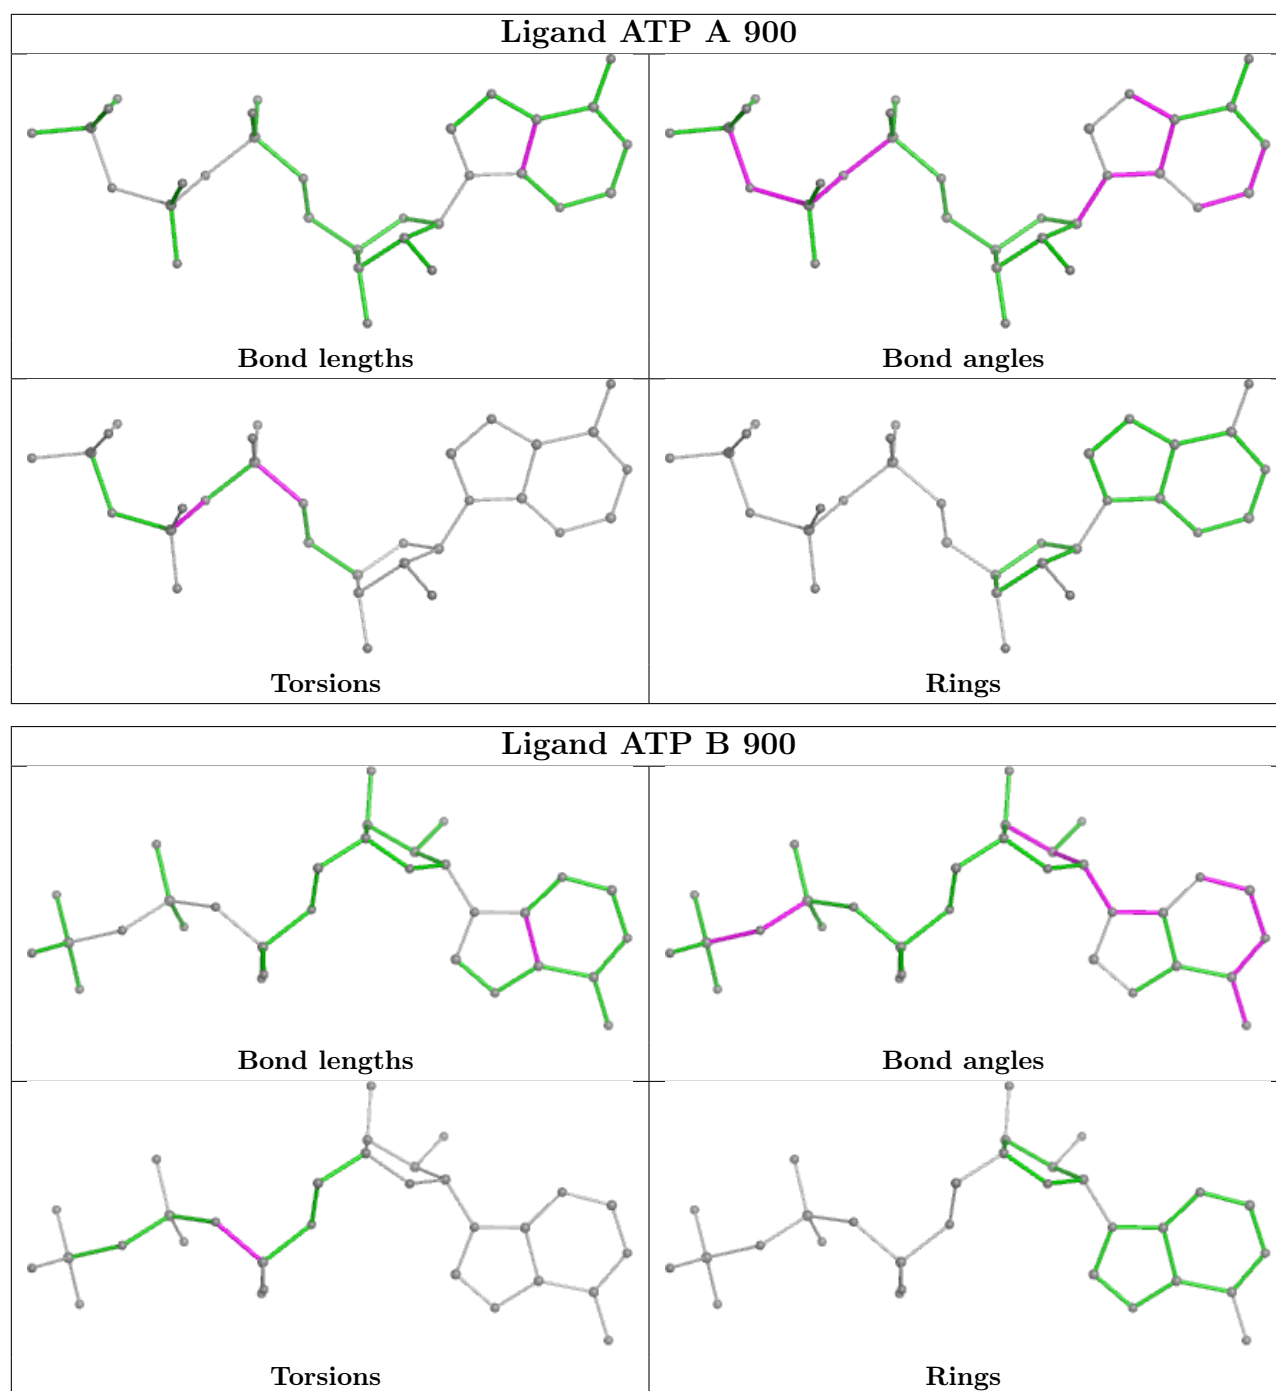 Ligand ATP A 900
Bond lengths
Bond angles
Torsions
Rings
Ligand ATP B 900
Bond lengths
Bond angles
Torsions
Rings